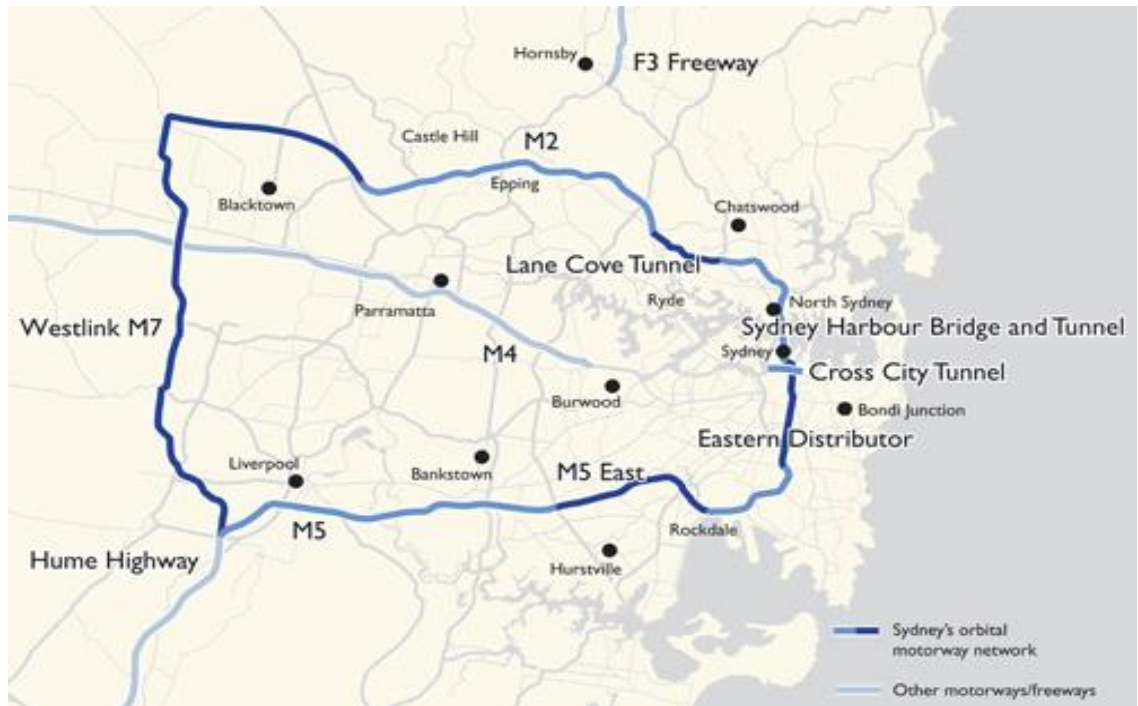 Hornsby
F3 Freeway
Castle Hill
M2
Epping
Blacktown
Chatswood
Lane Cove Tunnel
Ryde
North Sydney
Parramatta
Westlink M7
Sydney Harbour Bridge and Tunnel
M4
Sydney
Cross City Tunnel
Burwood
Bondi Junction
Eastern Distributor
Liverpool
Bankstown
M5 East
M5
Rockdale
Hume Highway
Hurstville
Sydney's orbital
motorway network
Other motorways/freeways